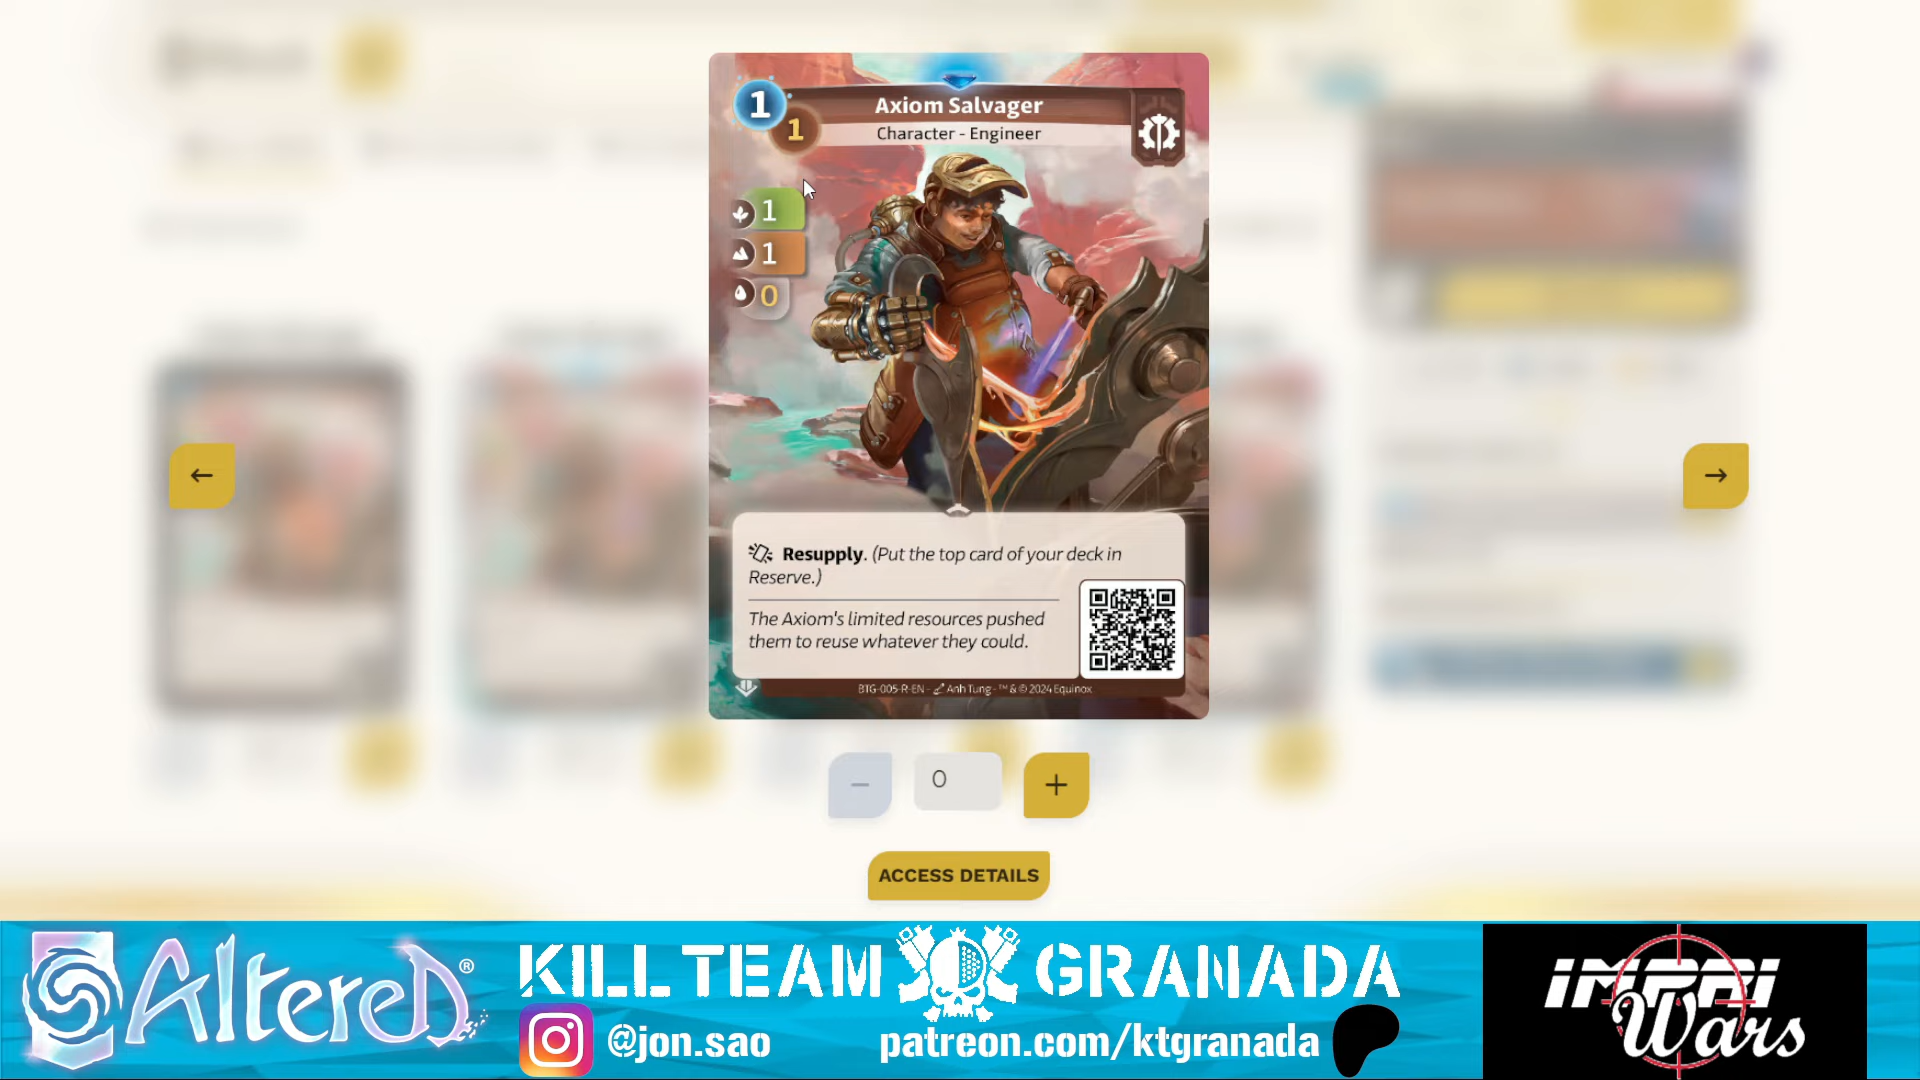 1
Axiom Salvager
1
Character - Engineer
1
1
0
Resupply. (Put the top card of your deck in
Reserve.)
The Axiom's limited resources pushed
them to reuse whatever they could.
BTG-005-R-EN - Anh Tung - ™ & © 2024 Equinox
0
ACCESS DETAILS
Altered®
KILL TEAM GRANADA
@jon.sao
patreon.com/ktgranada
IMPRI
Wars